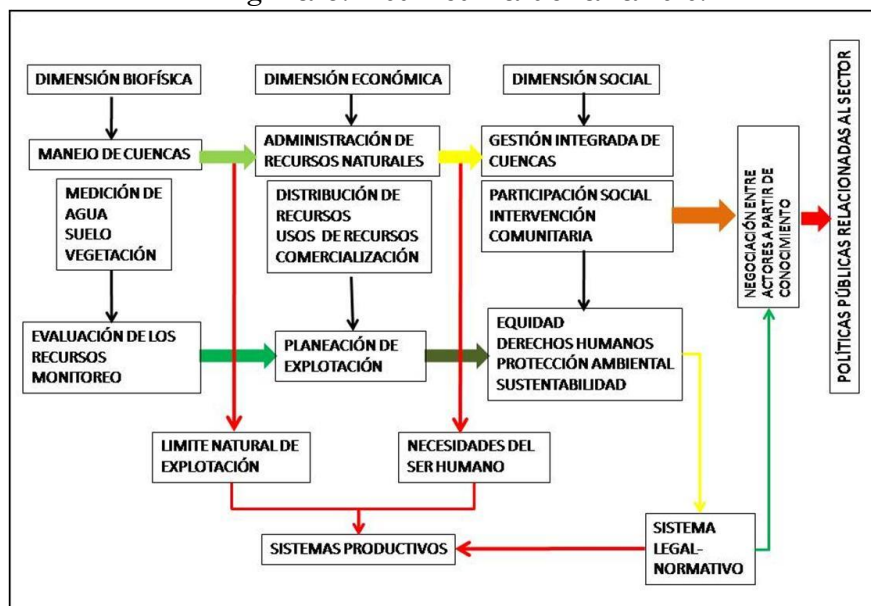 DIMENSIÓN BIOFÍSICA
DIMENSIÓN ECONÓMICA
DIMENSIÓN SOCIAL
MANEJO DE CUENCAS
ADMINISTRACIÓN DE
RECURSOS NATURALES
GESTIÓN INTEGRADA DE
CUENCAS
MEDICIÓN DE
AGUA
SUELO
VEGETACIÓN
DISTRIBUCIÓN DE
RECURSOS
USOS DE RECURSOS
COMERCIALIZACIÓN
PARTICIPACIÓN SOCIAL
INTERVENCIÓN
COMUNITARIA
EVALUACIÓN DE LOS
RECURSOS
MONITOREO
PLANEACIÓN DE
EXPLOTACIÓN
EQUIDAD
DERECHOS HUMANOS
PROTECCIÓN AMBIENTAL
SUSTENTABILIDAD
LIMITE NATURAL DE
EXPLOTACIÓN
NECESIDADES DEL
SER HUMANO
SISTEMAS PRODUCTIVOS
SISTEMA
LEGAL-
NORMATIVO
NEGOCIACIÓN ENTRE
ACTORES A PARTIR DE
CONOCIMIENTO
POLÍTICAS PÚBLICAS RELACIONADAS AL SECTOR